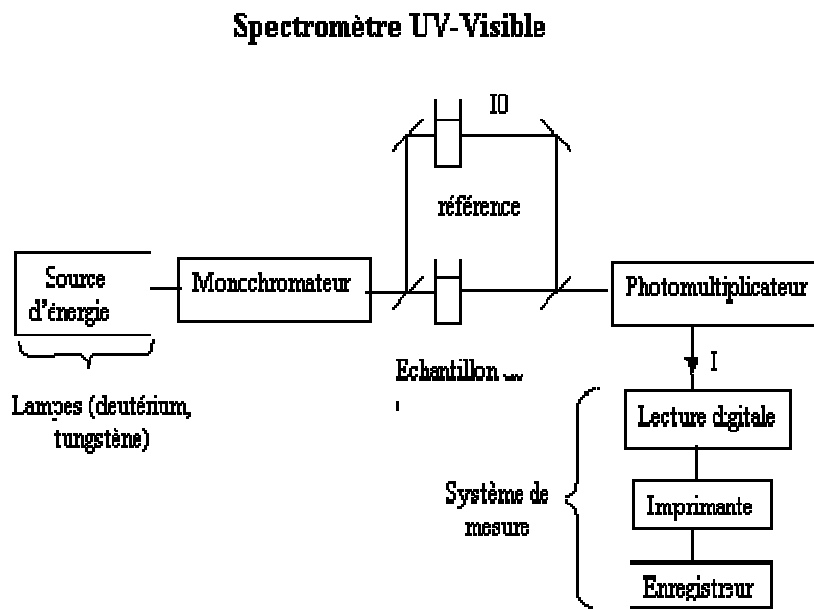 Spectromètre UV-Visible
I0
référence
Source
d'énergie
Monochromateur
Photomultiplicateur
Echantillon
I
Lampes (deutérium,
tungstène)
Lecture digitale
Système de
mesure
Imprimante
Enregistreur